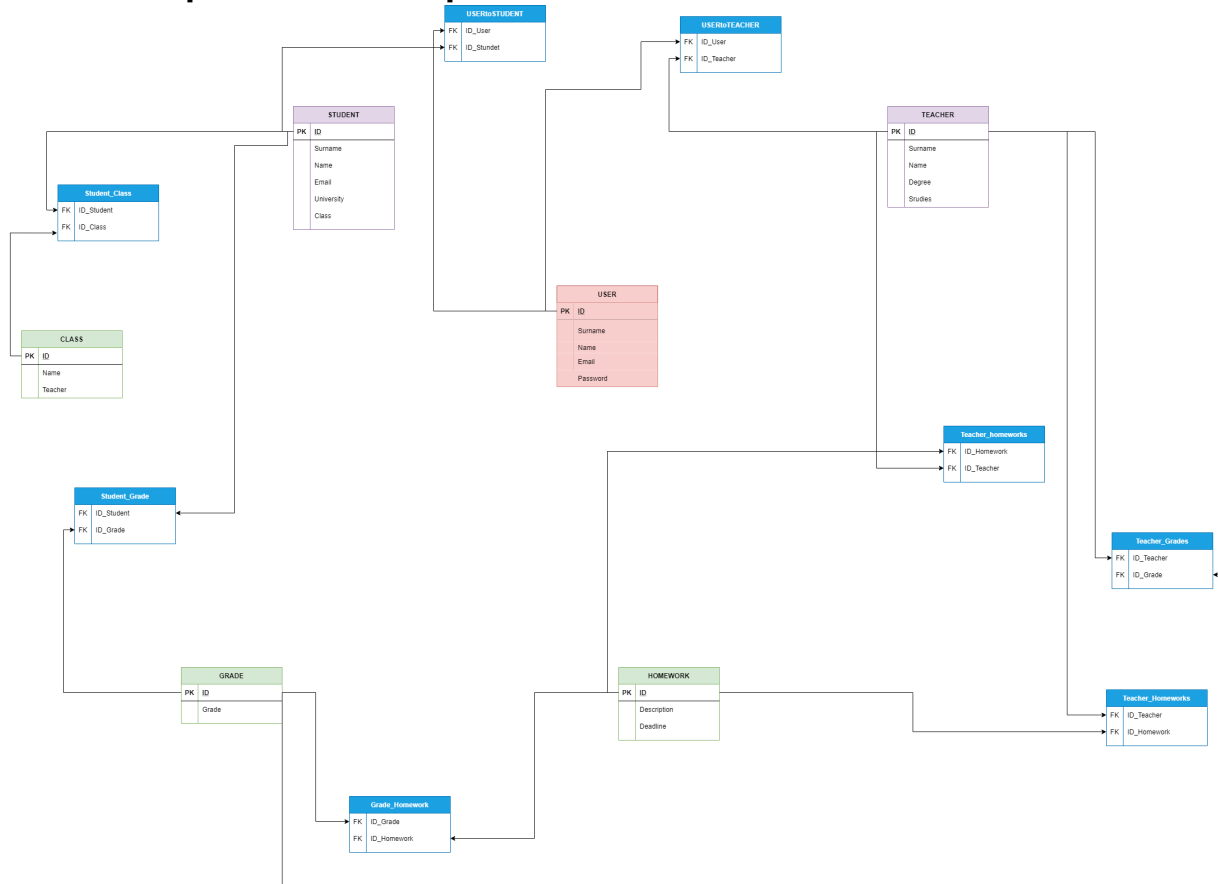 USERtoSTUDENT
FK ID_User
FK ID_Stundet
USERtoTEACHER
FK ID_User
FK ID_Teacher
STUDENT
PK ID
Surname
Name
Email
University
Class
TEACHER
PK ID
Surname
Name
Degree
Srudies
Student_Class
FK ID_Student
FK ID_Class
USER
PK ID
Surname
Name
Email
Password
CLASS
PK ID
Name
Teacher
Teacher_homeworks
FK ID_Homework
FK ID_Teacher
Student_Grade
FK ID_Student
FK ID_Grade
Teacher_Grades
FK ID_Teacher
FK ID_Grade
GRADE
PK ID
Grade
HOMEWORK
PK ID
Description
Deadline
Teacher_Homeworks
FK ID_Teacher
FK ID_Homework
Grade_Homework
FK ID_Grade
FK ID_Homework